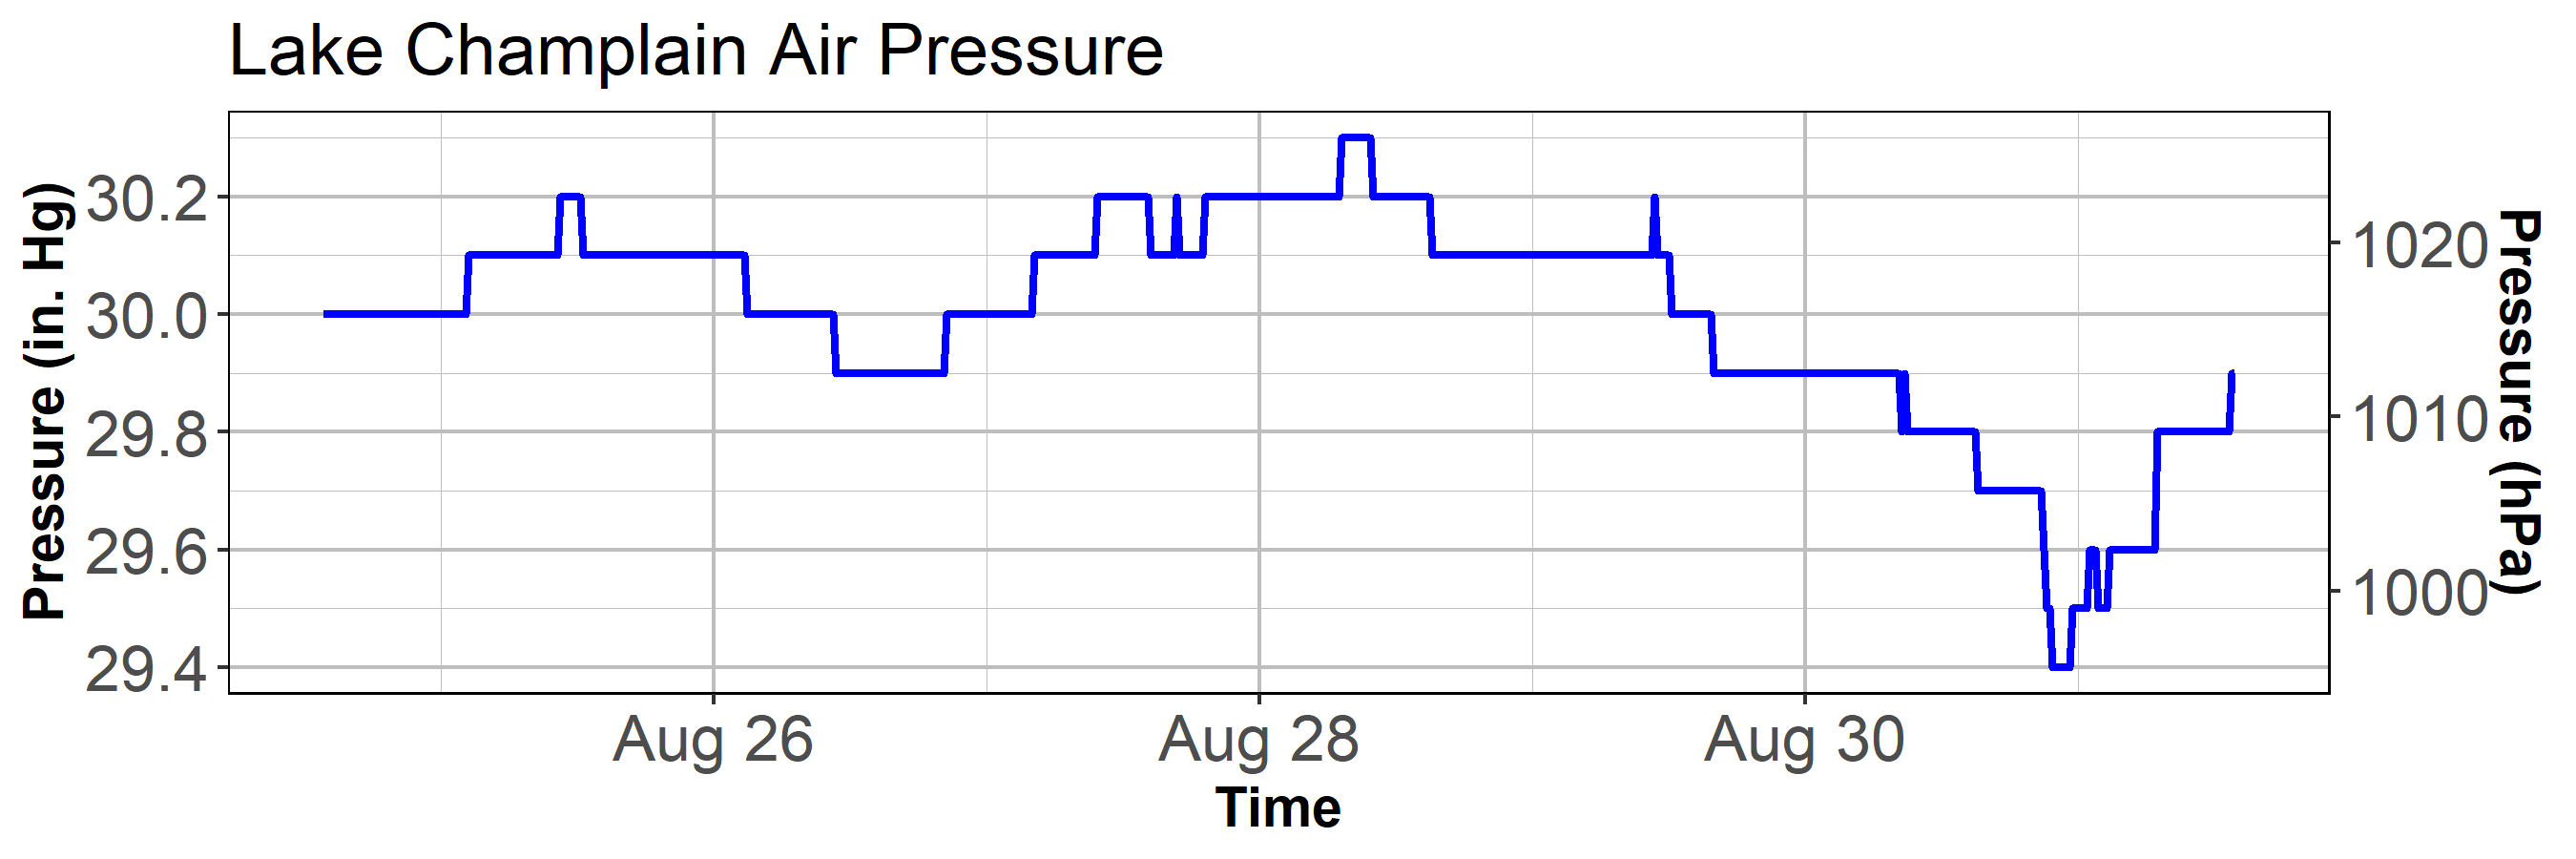 Lake Champlain Air Pressure
Pressure (in. Hg)
30.2
30.0
29.8
29.6
29.4
1020
1010
1000
Pressure (hPa)
Aug 26 Aug 28 Aug 30
Time